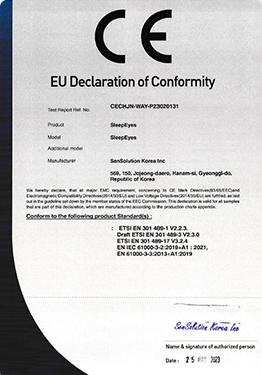 CE
EU Declaration of Conformity
Test Report Ref. No. CECHJN-WAY-P23020131
Product SleepEyes
Model SleepEyes
Additional model
Manufacturer SanSolution Korea Inc
569, 150, Jojeong-daero, Hanam-si, Gyeonggi-do,
Republic of Korea
We hereby declare, that all major EMC requirement, concerning to CE Mark Directives(93/68/EEC)and
Electromagnetic Compatibility Directives(2014/30/EU) and Low Voltage Directives(2014/35/EU) are fulfilled, as laid
out in the guideline set down by the member states of the EEC Commission. This declaration is valid for all samples
that are part of this declaration, which are manufactured according to the production charts appendix.
Conform to the following product Standard(s) :
: ETSI EN 301 489-1 V2.2.3.
Draft ETSI EN 301 489-3 V2.3.0
ETSI EN 301 489-17 V3.2.4
EN IEC 61000-3-2:2019+A1 : 2021,
EN 61000-3-3:2013+A1:2019
SanSolution Korea Inc
Name & signature of authorized person
Date : 25 2023